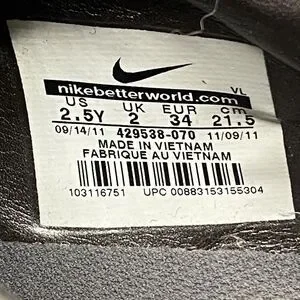 nikebetterworld.com VL
US UK EUR cm
2.5Y 2 34 21.5
09/14/11 429538-070 11/09/11
MADE IN VIETNAM
FABRIQUE AU VIETNAM
103116751 UPC 00883153155304